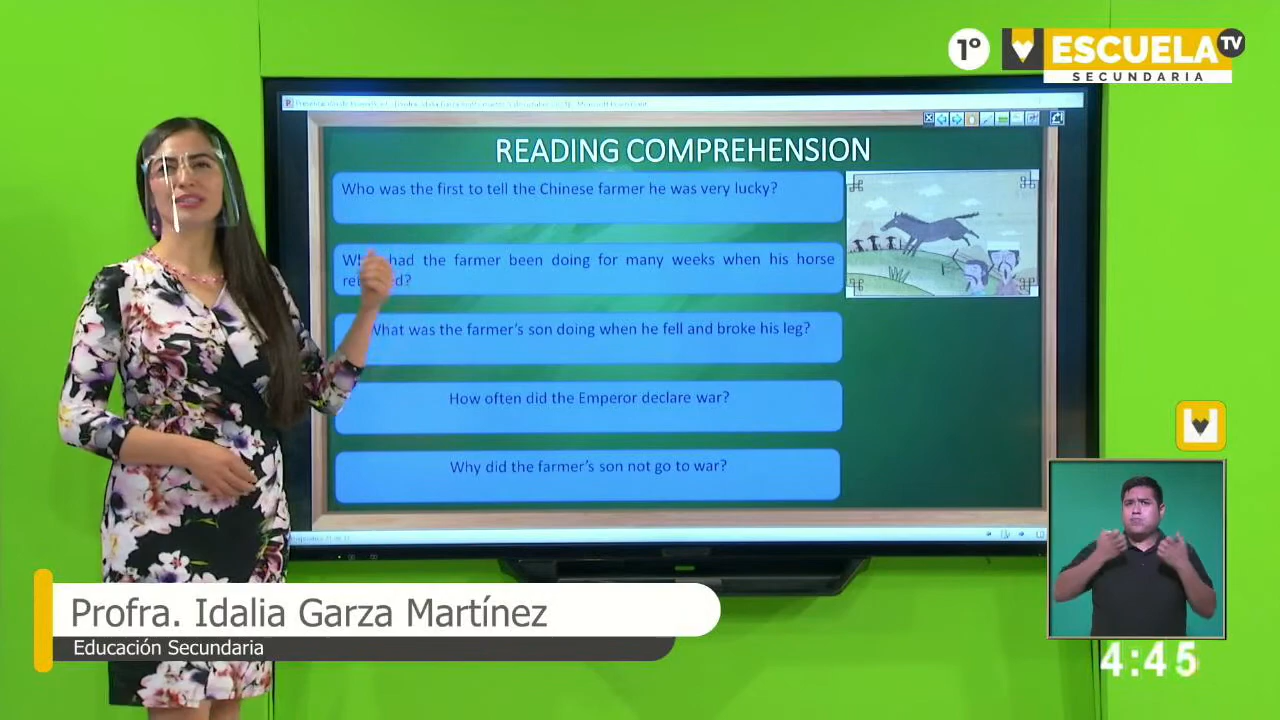 1º
ESCUELA TV
SECUNDARIA
READING COMPREHENSION
Who was the first to tell the Chinese farmer he was very lucky?
had the farmer been doing for many weeks when his horse
What was the farmer's son doing when he fell and broke his leg?
How often did the Emperor declare war?
Why did the farmer's son not go to war?
Profra. Idalia Garza Martínez
Educación Secundaria
4:45